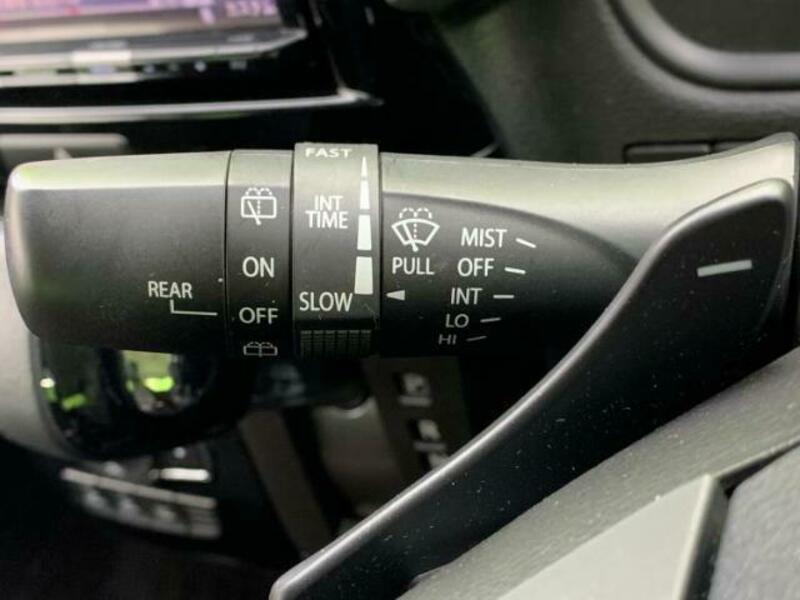 REAR
ON
OFF
FAST
INT
TIME
SLOW
PULL
MIST
OFF
INT
LO
HI